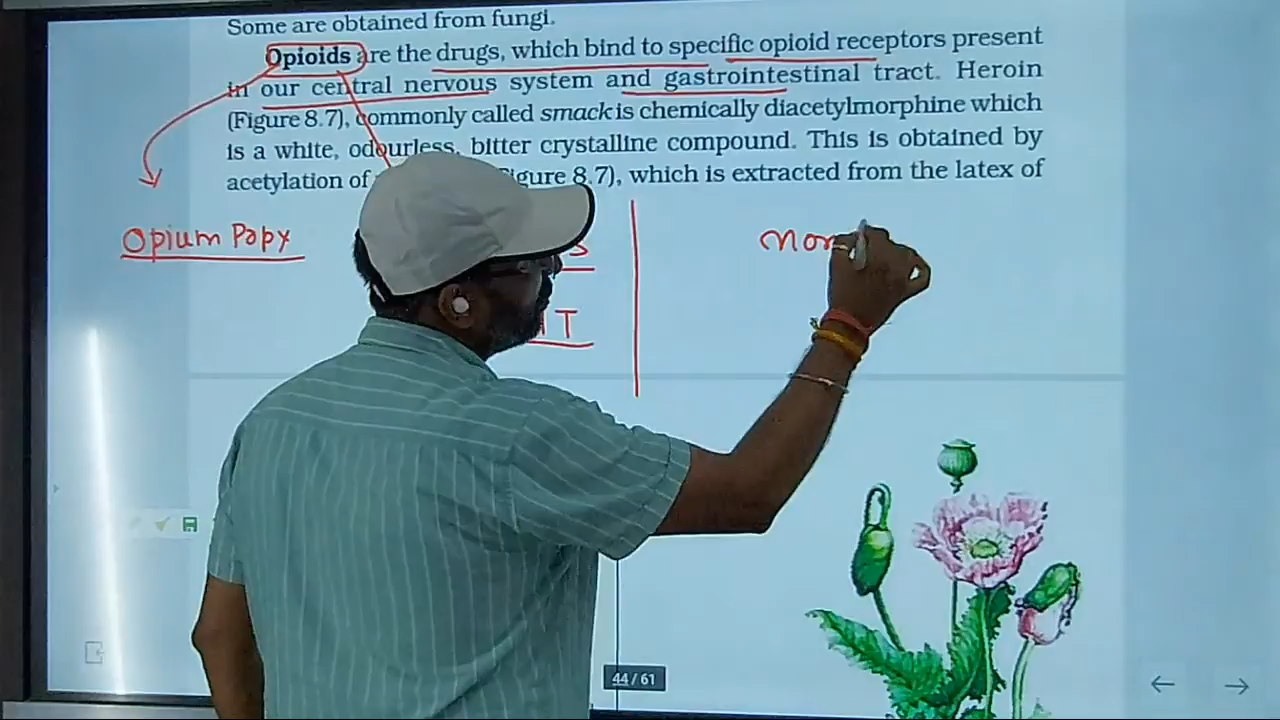 Some are obtained from fungi.
Opioids are the drugs, which bind to specific opioid receptors present
in our central nervous system and gastrointestinal tract. Heroin
(Figure 8.7), commonly called smack is chemically diacetylmorphine which
is a white, odourless, bitter crystalline compound. This is obtained by
acetylation of igure 8.7), which is extracted from the latex of
Opium Papy S Mor
T
44 / 61